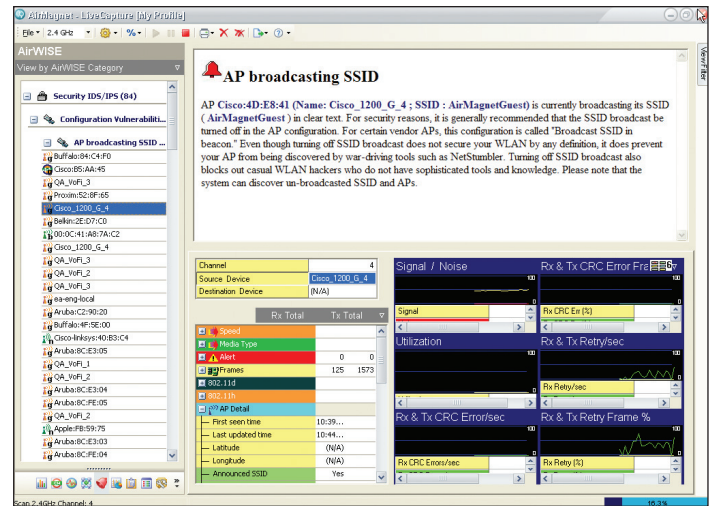 AirMagnet - LiveCapture [My Profile]
File 2.4 GHz %
AirWISE
View by AirWISE Category
Security IDS/IPS (84)
Configuration Vulnerabiliti...
AP broadcasting SSID ...
Buffalo:84:C4:F0
Cisco:B5:AA:45
QA_VoFi_3
Proxim:52:8F:65
Cisco_1200_G_4
Belkin:2E:D7:C0
00:0C:41:A8:7A:C2
Cisco_1200_G_4
QA_VoFi_3
QA_VoFi_2
QA_VoFi_3
ea-eng-local
Aruba:C2:90:20
Buffalo:4F:5E:00
Cisco-linksys:40:B3:C4
Aruba:8C:E3:05
QA_VoFi_1
QA_VoFi_2
Aruba:8C:E3:04
Aruba:8C:FE:05
QA_VoFi_2
Apple:FB:59:75
Aruba:8C:E3:03
Aruba:8C:FE:04
Scan 2.4GHz Channel: 4
AP broadcasting SSID
AP Cisco:4D:E8:41 (Name: Cisco_1200_G_4 ; SSID : AirMagnetGuest) is currently broadcasting its SSID
( AirMagnetGuest ) in clear text. For security reasons, it is generally recommended that the SSID broadcast be
turned off in the AP configuration. For certain vendor APs, this configuration is called "Broadcast SSID in
beacon." Even though turning off SSID broadcast does not secure your WLAN by any definition, it does prevent
your AP from being discovered by war-driving tools such as NetStumbler. Turning off SSID broadcast also
blocks out casual WLAN hackers who do not have sophisticated tools and knowledge. Please note that the
system can discover un-broadcasted SSID and APs.
View Filter
Channel 4
Source Device Cisco_1200_G_4
Destination Device (N/A)
Rx Total Tx Total
Speed
Media Type
Alert 0 0
Frames 125 1573
802.11d
802.11h
AP Detail
First seen time 10:39...
Last updated time 10:44...
Latitude (N/A)
Longitude (N/A)
Announced SSID Yes
Signal / Noise
100
0
Signal
Rx & Tx CRC Error Fra 6
100
0
Rx CRC Err (%)
Utilization
100
0
Rx & Tx Retry/sec
100
0
Rx Retry/sec
Rx & Tx CRC Error/sec
100
0
Rx CRC Errors/sec
Rx & Tx Retry Frame %
100
0
Rx Retry (%)
16.3%